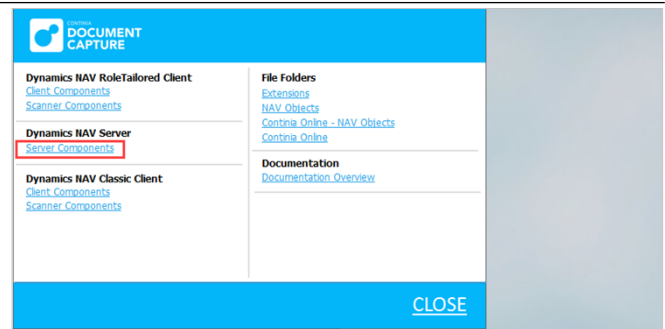 CONTINIA
DOCUMENT
CAPTURE
Dynamics NAV RoleTailored Client
Client Components
Scanner Components
Dynamics NAV Server
Server Components
Dynamics NAV Classic Client
Client Components
Scanner Components
File Folders
Extensions
NAV Objects
Continia Online - NAV Objects
Continia Online
Documentation
Documentation Overview
CLOSE